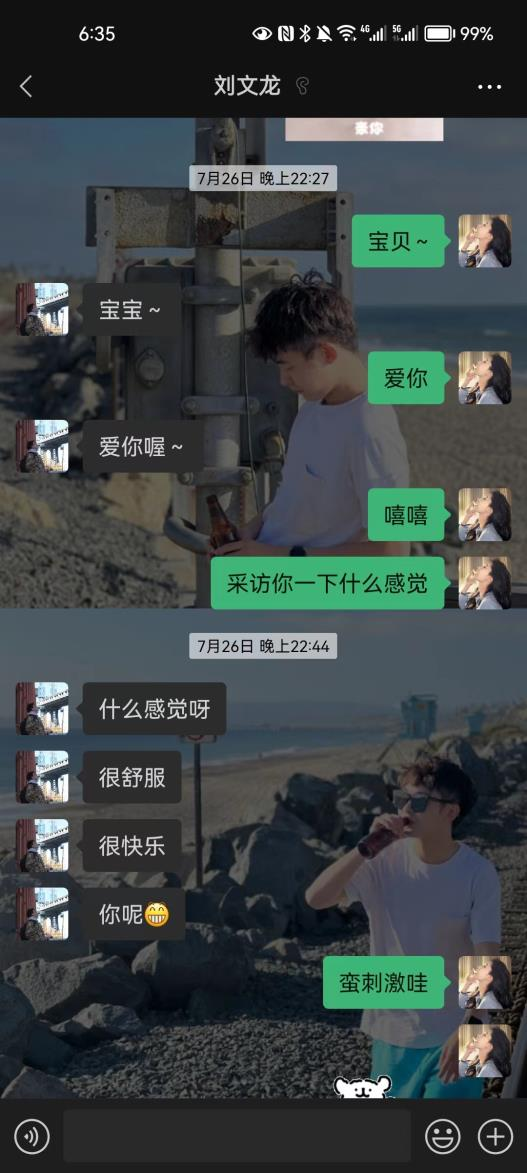 6:35
4G
5G
99%
刘文龙
亲你
7月26日 晚上22:27
宝贝~
宝宝~
爱你
爱你喔~
嘻嘻
采访你一下什么感觉
7月26日 晚上22:44
什么感觉呀
很舒服
很快乐
你呢😁
蛮刺激哇